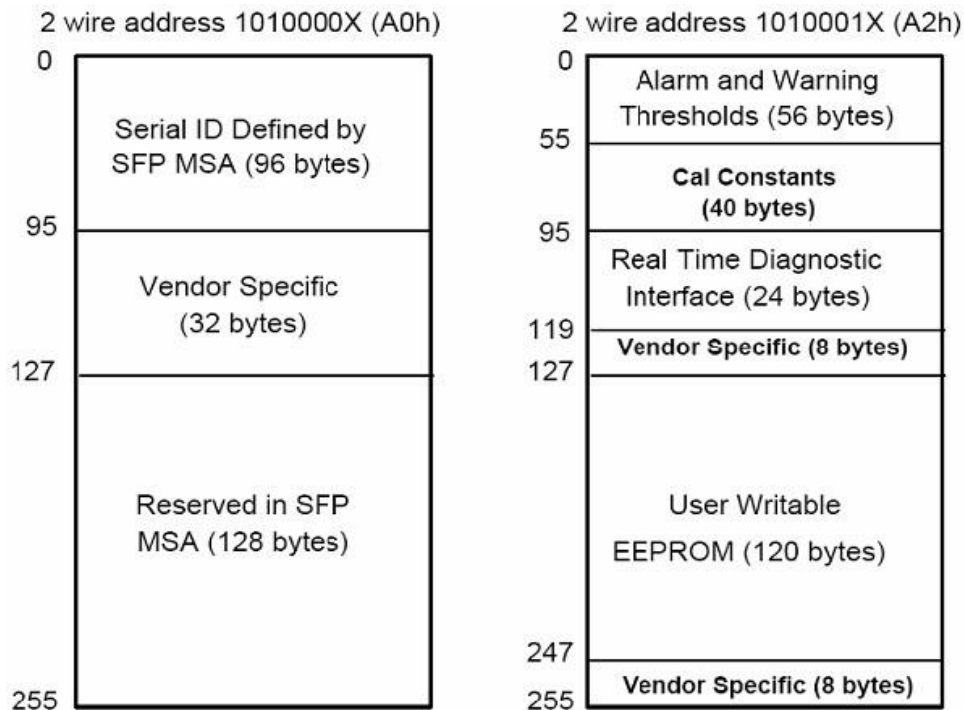 2 wire address 1010000X (A0h)
0
Serial ID Defined by
SFP MSA (96 bytes)
95
Vendor Specific
(32 bytes)
127
Reserved in SFP
MSA (128 bytes)
255
2 wire address 1010001X (A2h)
0
Alarm and Warning
Thresholds (56 bytes)
55
Cal Constants
(40 bytes)
95
Real Time Diagnostic
Interface (24 bytes)
119
Vendor Specific (8 bytes)
127
User Writable
EEPROM (120 bytes)
247
Vendor Specific (8 bytes)
255